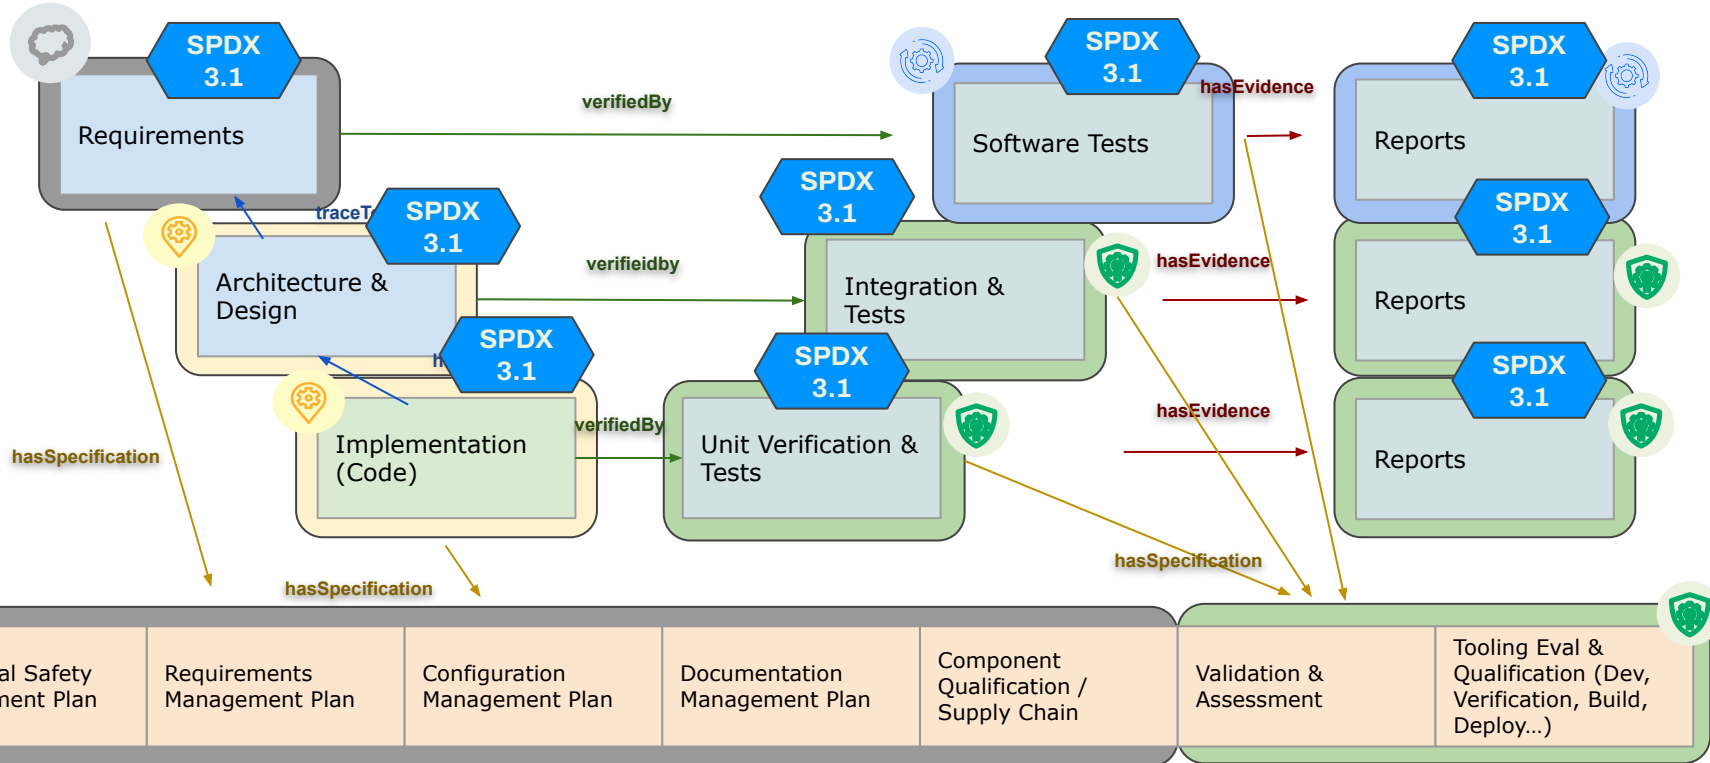 SPDX
3.1
SPDX
3.1
SPDX
3.1
Requirements
verifiedBy
Software Tests
hasEvidence
Reports
SPDX
3.1
SPDX
3.1
SPDX
3.1
Architecture &
Design
verifieidby
Integration &
Tests
hasEvidence
Reports
SPDX
3.1
SPDX
3.1
SPDX
3.1
Implementation
(Code)
verifiedBy
Unit Verification &
Tests
hasEvidence
Reports
hasSpecification
hasSpecification
hasSpecification
al Safety
ment Plan
Requirements
Management Plan
Configuration
Management Plan
Documentation
Management Plan
Component
Qualification /
Supply Chain
Validation &
Assessment
Tooling Eval &
Qualification (Dev,
Verification, Build,
Deploy...)